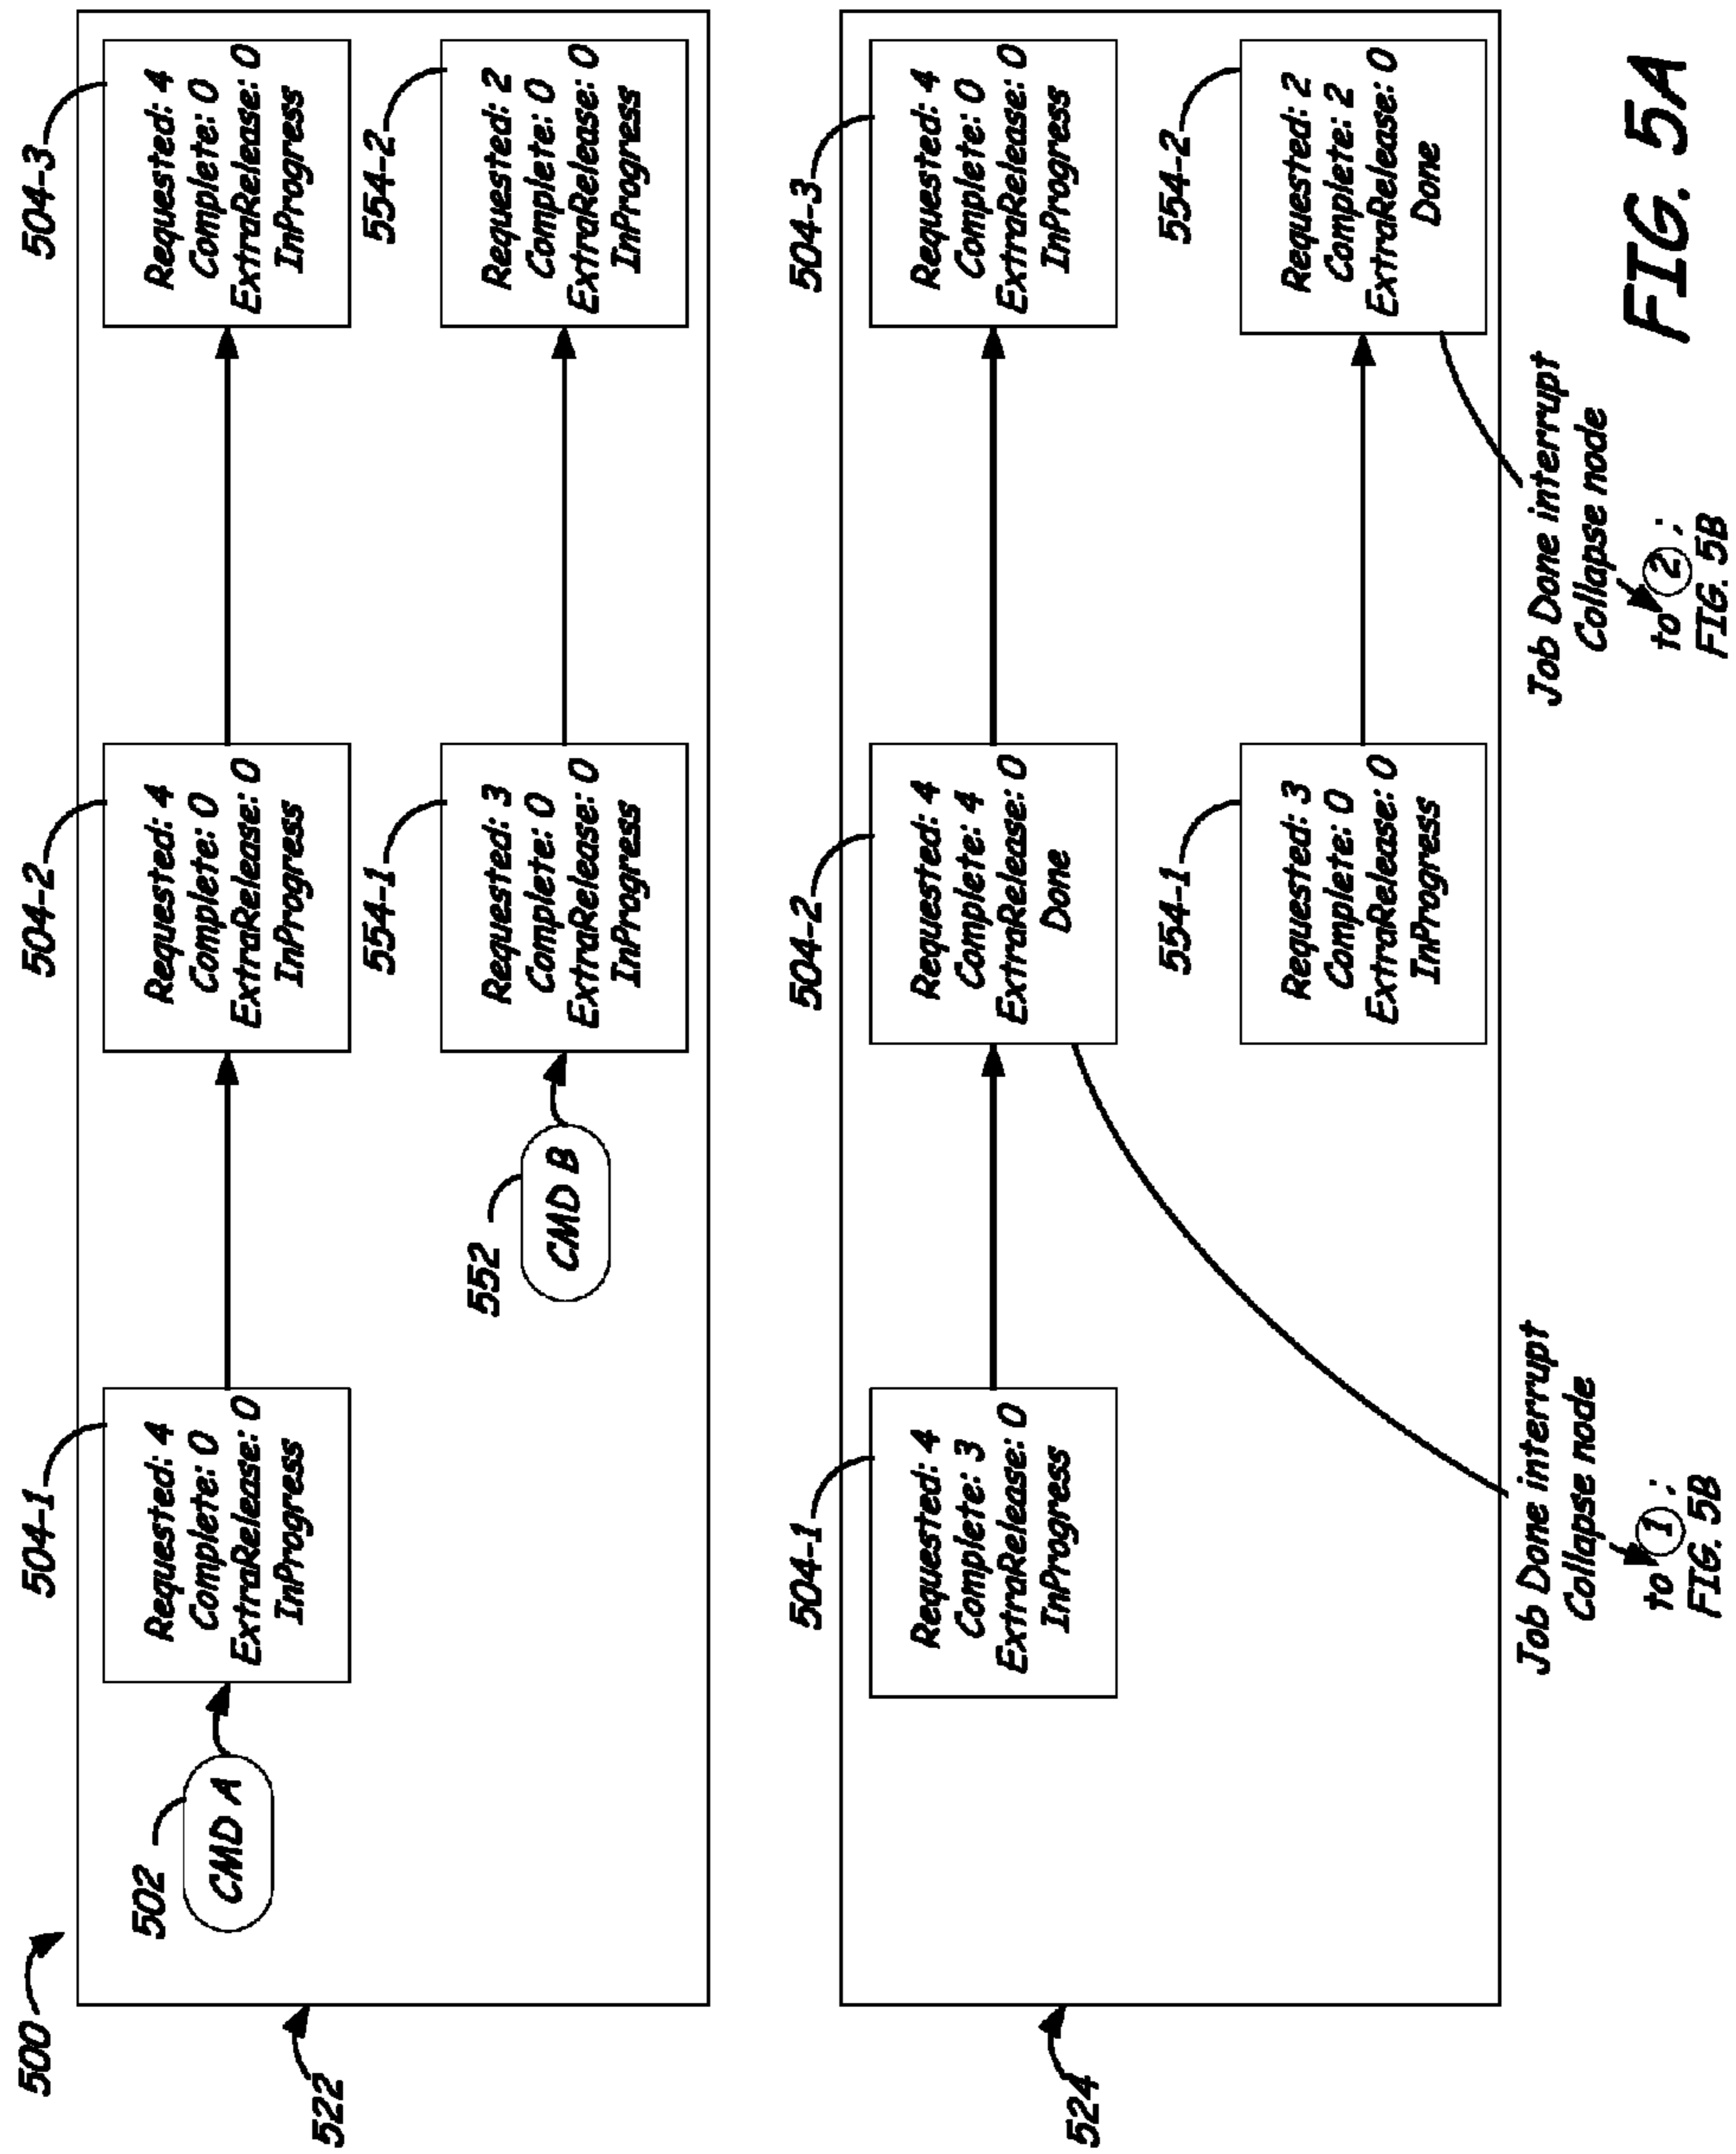 500
522
502
CMD A
504-1
Requested: 4
Complete: 0
ExtraRelease: 0
InProgress
504-2
Requested: 4
Complete: 0
ExtraRelease: 0
InProgress
504-3
Requested: 4
Complete: 0
ExtraRelease: 0
InProgress
552
CMD B
554-1
Requested: 3
Complete: 0
ExtraRelease: 0
InProgress
554-2
Requested: 2
Complete: 0
ExtraRelease: 0
InProgress
524
504-1
Requested: 4
Complete: 3
ExtraRelease: 0
InProgress
504-2
Requested: 4
Complete: 4
ExtraRelease: 0
Done
504-3
Requested: 4
Complete: 0
ExtraRelease: 0
InProgress
554-1
Requested: 3
Complete: 0
ExtraRelease: 0
InProgress
554-2
Requested: 2
Complete: 2
ExtraRelease: 0
Done
Job Done interrupt
Collapse node
to 1;
FIG. 5B
Job Done interrupt
Collapse node
to 2;
FIG. 5B
FIG. 5A